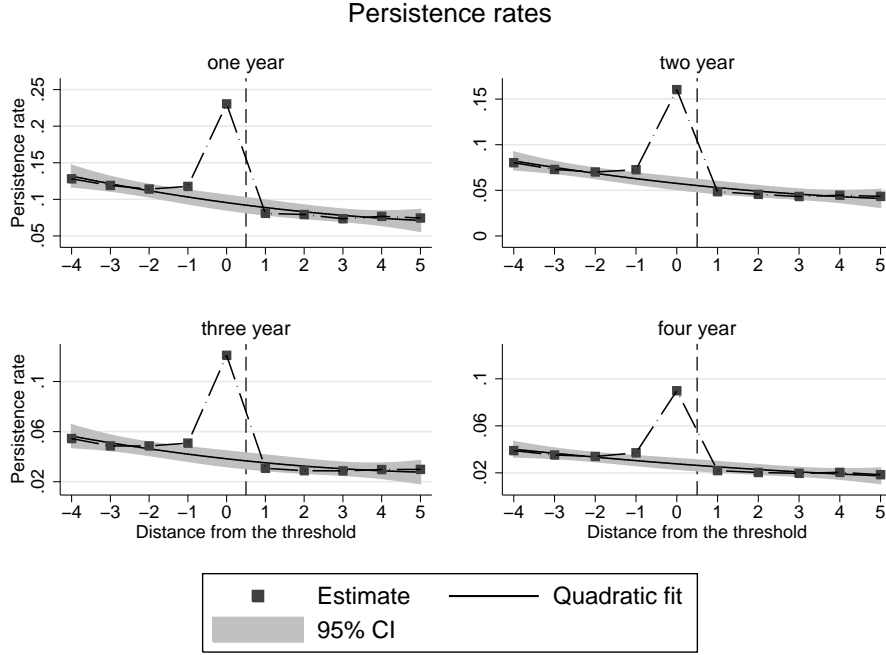 Persistence rates
one year
Persistence rate
.05 .1 .15 .2 .25
−4 −3 −2 −1 0 1 2 3 4 5
two year
0 .05 .1 .15
−4 −3 −2 −1 0 1 2 3 4 5
three year
Persistence rate
.02 .06 .1
−4 −3 −2 −1 0 1 2 3 4 5
Distance from the threshold
four year
.02 .06 .1
−4 −3 −2 −1 0 1 2 3 4 5
Distance from the threshold
Estimate Quadratic fit
95% CI